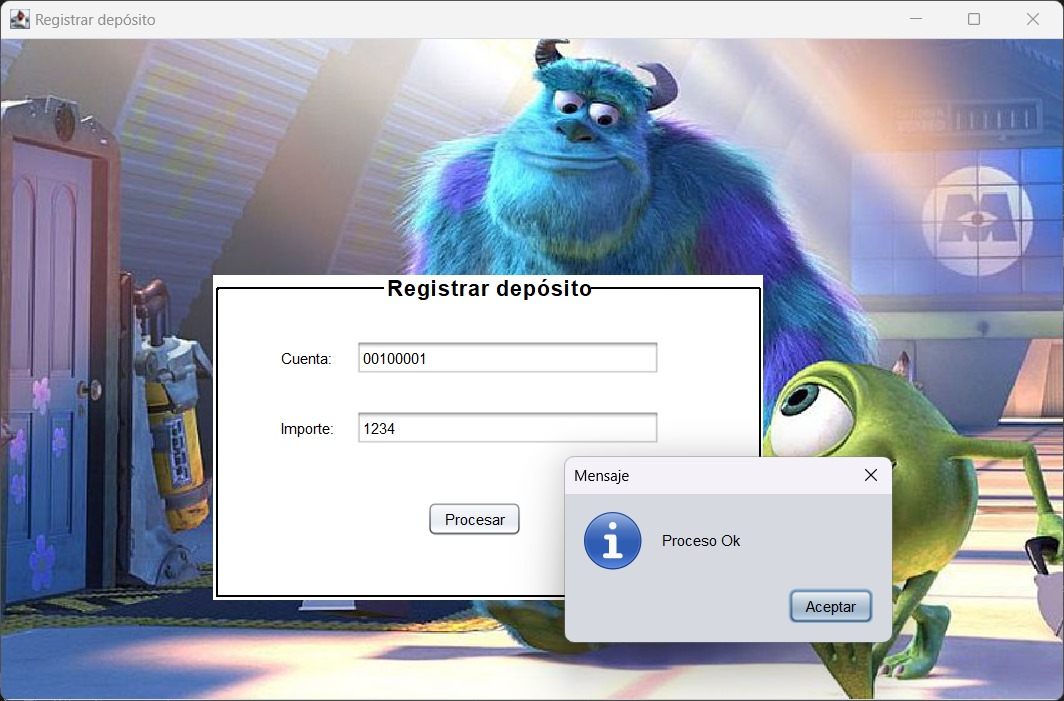 Registrar depósito
Registrar depósito
Cuenta: 00100001
Importe: 1234
Procesar
Mensaje
Proceso Ok
Aceptar